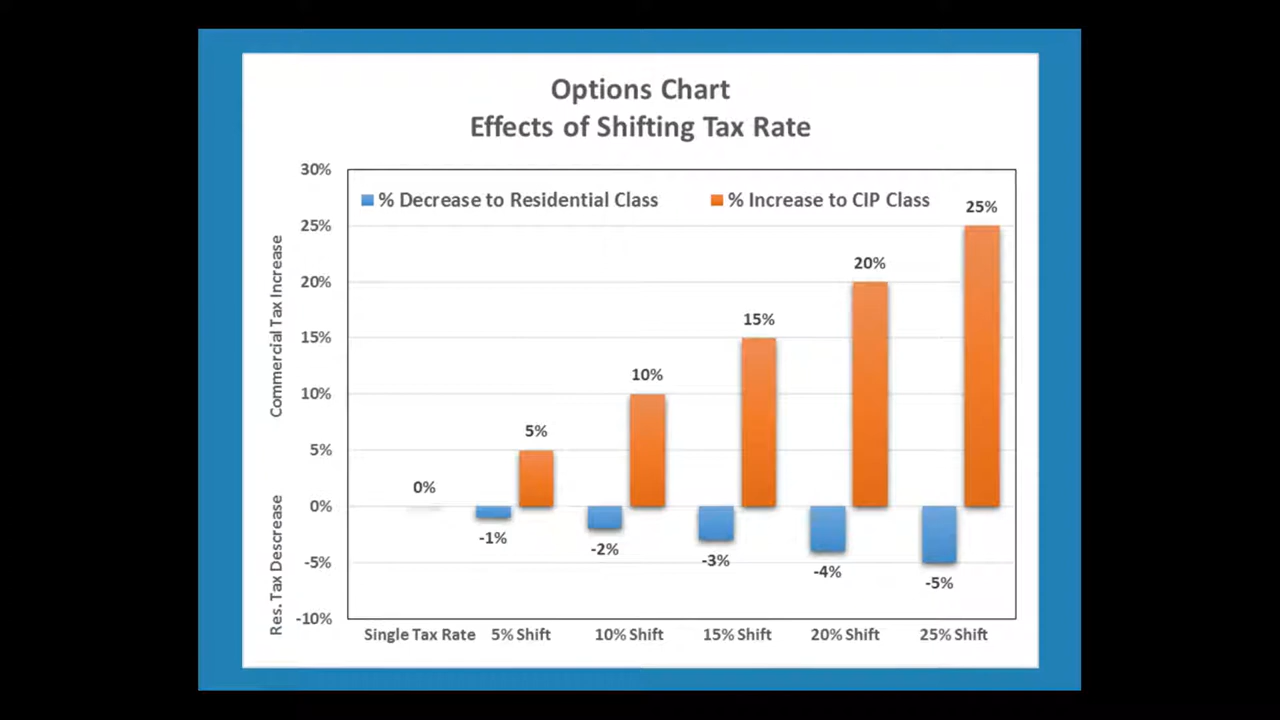 Options Chart
Effects of Shifting Tax Rate
% Decrease to Residential Class
% Increase to CIP Class
Commercial Tax Increase
Res. Tax Descrease
30%
25%
20%
15%
10%
5%
0%
-5%
-10%
0%
-1%
5%
-2%
10%
-3%
15%
-4%
20%
-5%
25%
Single Tax Rate
5% Shift
10% Shift
15% Shift
20% Shift
25% Shift